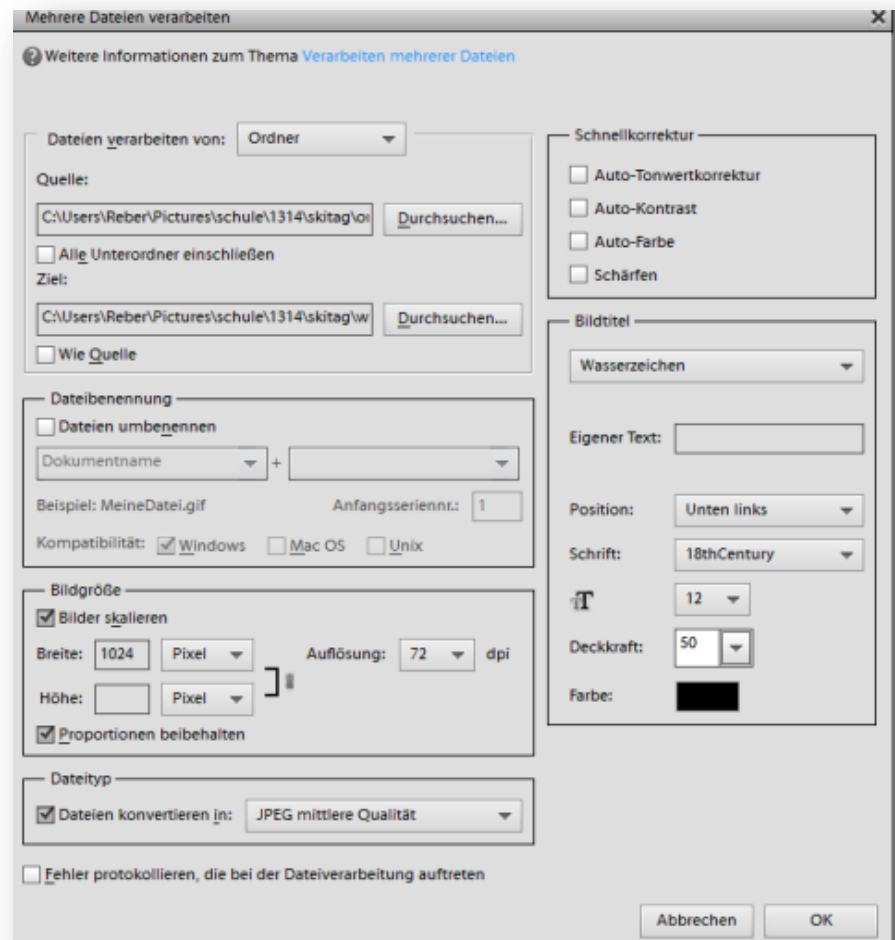 Mehrere Dateien verarbeiten
Weitere Informationen zum Thema Verarbeiten mehrerer Dateien
Dateien verarbeiten von: Ordner
Quelle:
C:\Users\Reber\Pictures\schule\1314\skitag\or Durchsuchen...
Alle Unterordner einschließen
Ziel:
C:\Users\Reber\Pictures\schule\1314\skitag\w Durchsuchen...
Wie Quelle
Dateibenennung
Dateien umbenennen
Dokumentname +
Beispiel: MeineDatei.gif Anfangsseriennr.: 1
Kompatibilität: Windows Mac OS Unix
Bildgröße
Bilder skalieren
Breite: 1024 Pixel Auflösung: 72 dpi
Höhe: Pixel
Proportionen beibehalten
Dateityp
Dateien konvertieren in: JPEG mittlere Qualität
Fehler protokollieren, die bei der Dateiverarbeitung auftreten
Schnellkorrektur
Auto-Tonwertkorrektur
Auto-Kontrast
Auto-Farbe
Schärfen
Bildtitel
Wasserzeichen
Eigener Text:
Position: Unten links
Schrift: 18thCentury
TT 12
Deckkraft: 50
Farbe:
Abbrechen OK